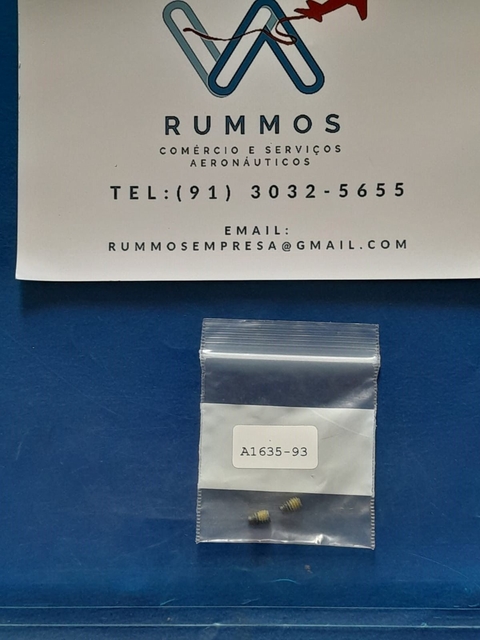 RUMMOS
COMÉRCIO E SERVIÇOS
AERONÁUTICOS
TEL:(91) 3032-5655
EMAIL:
RUMMOSEMPRESA@GMAIL.COM
A1635-93